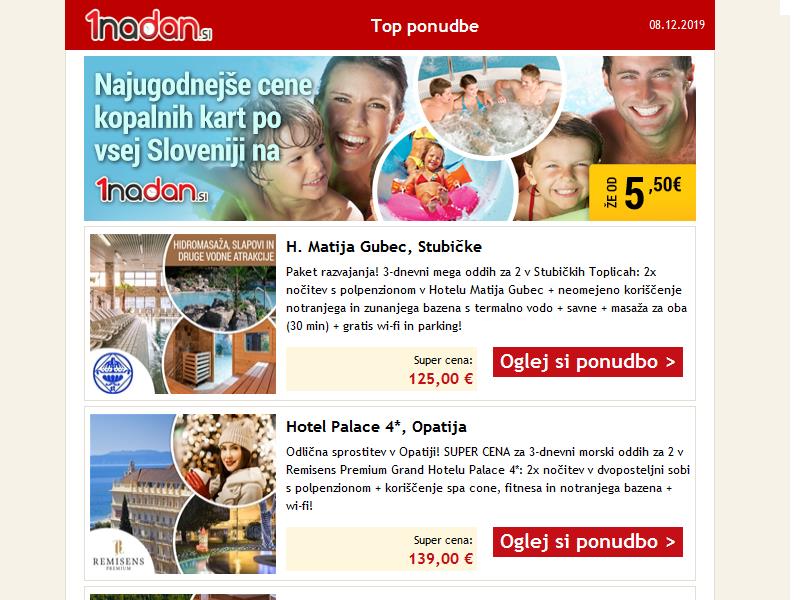 1nadan.si
Top ponudbe
08.12.2019
Najugodnejše cene
kopalnih kart po
vsej Sloveniji na
1nadan.si
ŽE OD
5,50€
HIDROMASAŽA, SLAPOVI IN
DRUGE VODNE ATRAKCIJE
H. Matija Gubec, Stubičke
Paket razvajanja! 3-dnevni mega oddih za 2 v Stubičkih Toplicah: 2x
nočitev s polpenzionom v Hotelu Matija Gubec + neomejeno koriščenje
notranjega in zunanjega bazena s termalno vodo + savne + masaža za oba
(30 min) + gratis wi-fi in parking!
Super cena:
125,00 €
Oglej si ponudbo >
REMISENS
PREMIUM
Hotel Palace 4*, Opatija
Odlična sprostitev v Opatiji! SUPER CENA za 3-dnevni morski oddih za 2 v
Remisens Premium Grand Hotelu Palace 4*: 2x nočitev v dvoposteljni sobi
s polpenzionom + koriščenje spa cone, fitnesa in notranjega bazena +
wi-fi!
Super cena:
139,00 €
Oglej si ponudbo >